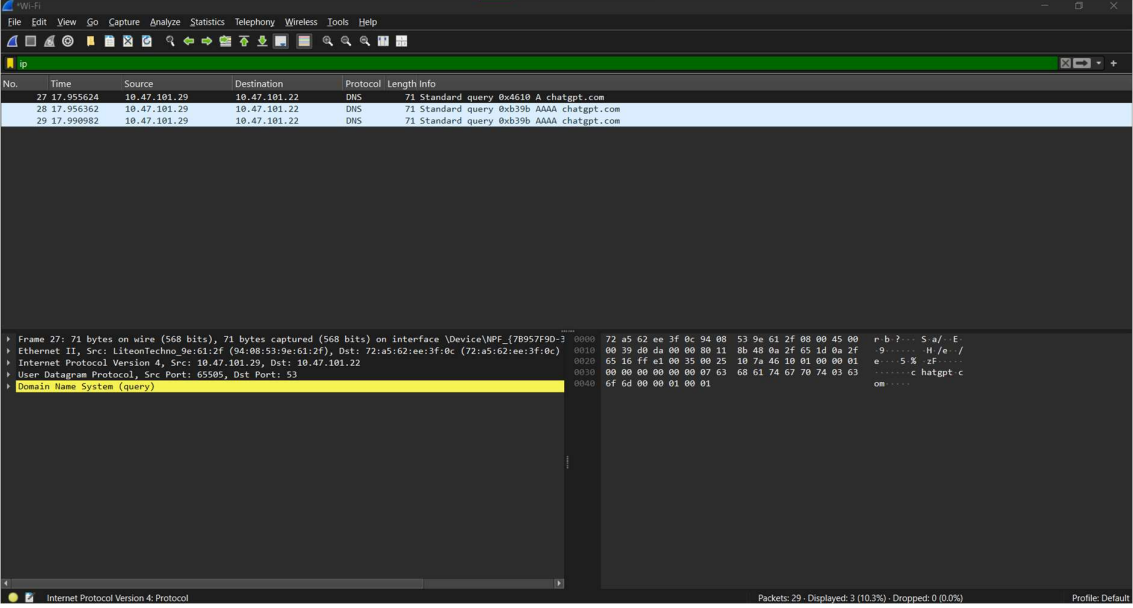 *Wi-Fi
File Edit View Go Capture Analyze Statistics Telephony Wireless Tools Help
ip
No. Time Source Destination Protocol Length Info
27 17.955624 10.47.101.29 10.47.101.22 DNS 71 Standard query 0x4610 A chatgpt.com
28 17.956362 10.47.101.29 10.47.101.22 DNS 71 Standard query 0xb39b AAAA chatgpt.com
29 17.990982 10.47.101.29 10.47.101.22 DNS 71 Standard query 0xb39b AAAA chatgpt.com
Frame 27: 71 bytes on wire (568 bits), 71 bytes captured (568 bits) on interface \Device\NPF_{7B957F9D-3
Ethernet II, Src: LiteonTechno_9e:61:2f (94:08:53:9e:61:2f), Dst: 72:a5:62:ee:3f:0c (72:a5:62:ee:3f:0c)
Internet Protocol Version 4, Src: 10.47.101.29, Dst: 10.47.101.22
User Datagram Protocol, Src Port: 65505, Dst Port: 53
Domain Name System (query)
0000 72 a5 62 ee 3f 0c 94 08 53 9e 61 2f 08 00 45 00 r·b·?··· S·a/··E·
0010 00 39 d0 da 00 00 80 11 8b 48 0a 2f 65 1d 0a 2f ·9······ ·H·/e··/
0020 65 16 ff e1 00 35 00 25 10 7a 46 10 01 00 00 01 e····5·% ·zF·····
0030 00 00 00 00 00 00 07 63 68 61 74 67 70 74 03 63 ·······c hatgpt·c
0040 6f 6d 00 00 01 00 01 om·····
Internet Protocol Version 4: Protocol
Packets: 29 · Displayed: 3 (10.3%) · Dropped: 0 (0.0%)
Profile: Default